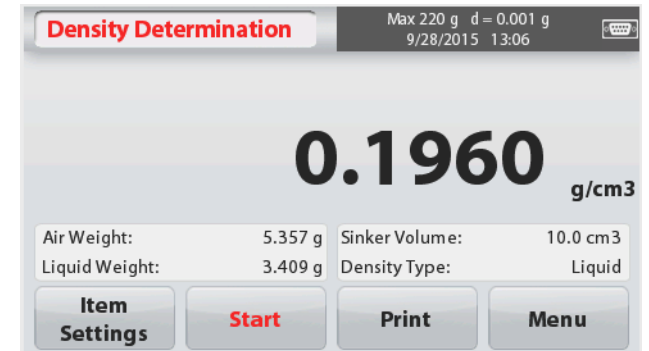 Density Determination
Max 220 g d = 0.001 g
9/28/2015 13:06
0.1960
g/cm3
Air Weight: 5.357 g Sinker Volume: 10.0 cm3
Liquid Weight: 3.409 g Density Type: Liquid
Item
Settings
Start
Print
Menu